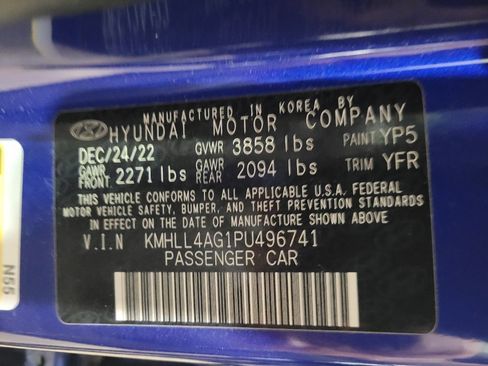 MANUFACTURED IN KOREA BY
HYUNDAI MOTOR COMPANY
DEC/24/22 GVWR 3858 lbs PAINT YP5
GAWR FRONT 2271 lbs GAWR REAR 2094 lbs TRIM YFR
THIS VEHICLE CONFORMS TO ALL APPLICABLE U.S.A. FEDERAL
MOTOR VEHICLE SAFETY, BUMPER, AND THEFT PREVENTION STANDARDS
IN EFFECT ON THE DATE OF MANUFACTURE SHOWN ABOVE.
V.I.N KMHLL4AG1PU496741
PASSENGER CAR
N55